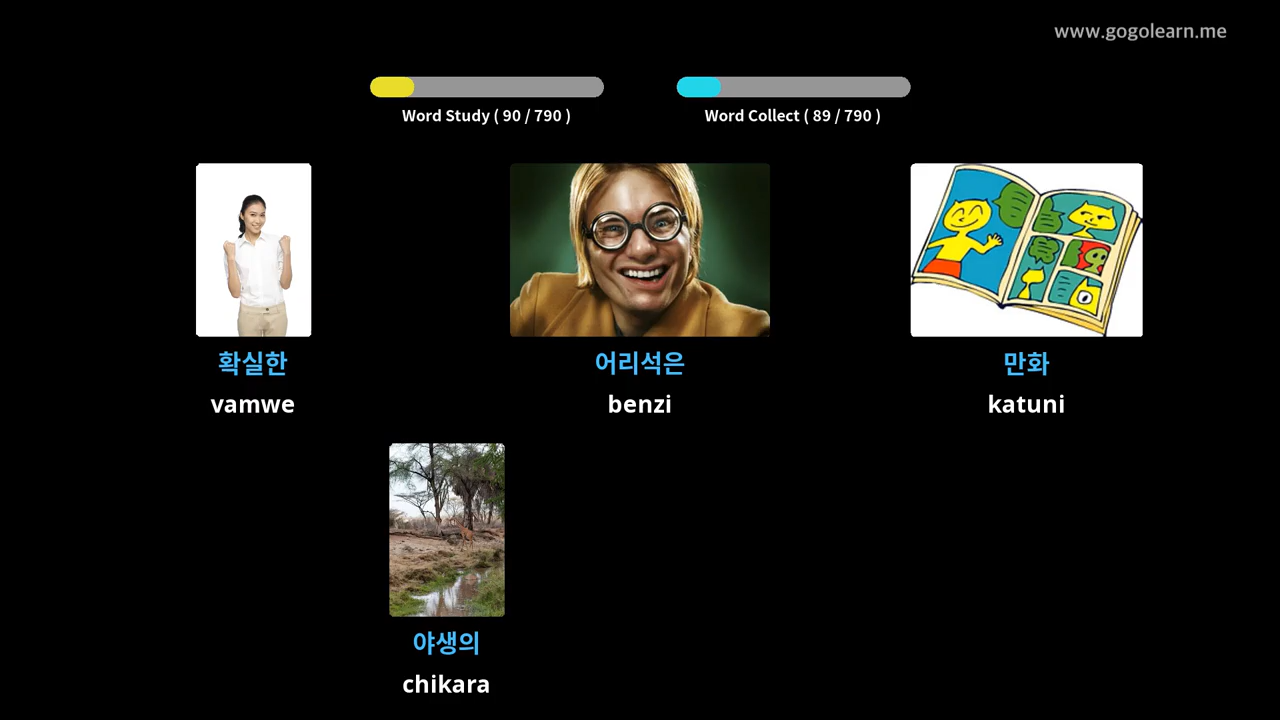 www.gogolearn.me
Word Study ( 90 / 790 )
Word Collect ( 89 / 790 )
확실한
vamwe
어리석은
benzi
만화
katuni
야생의
chikara